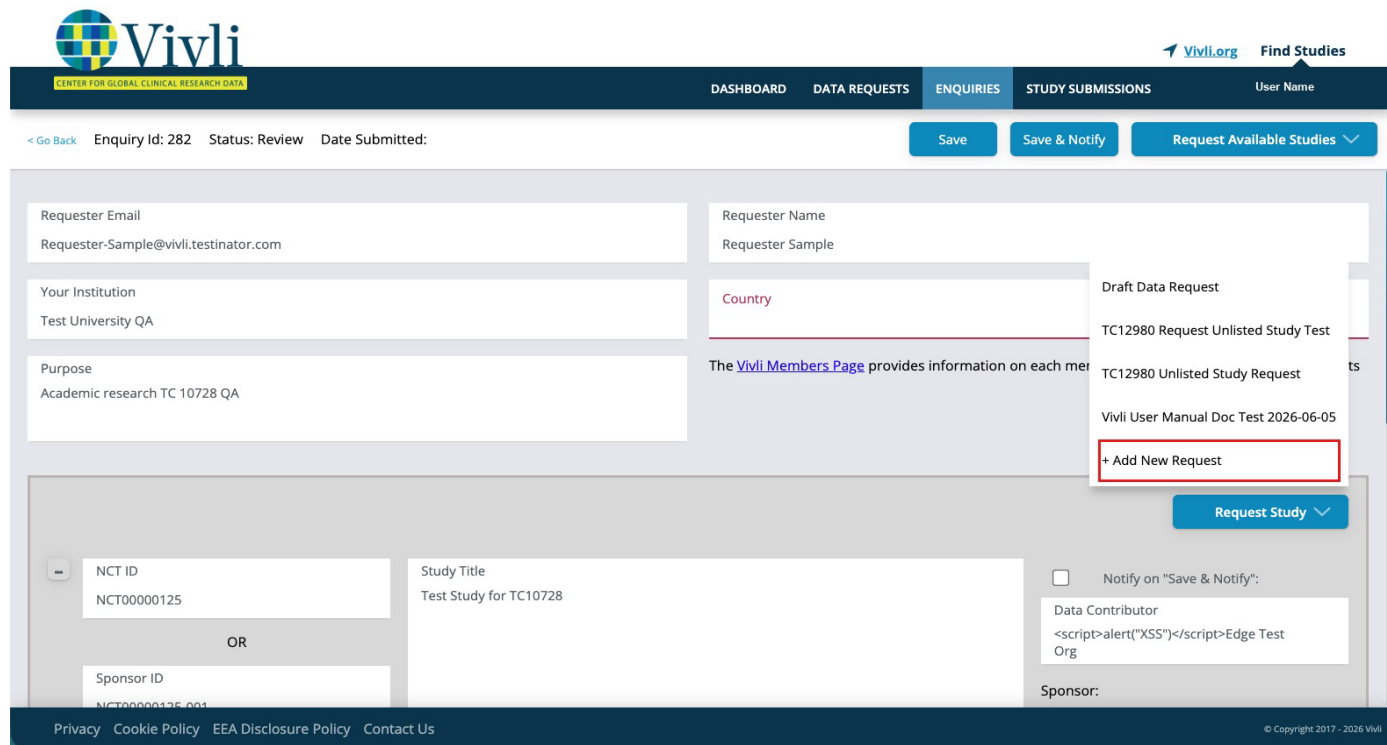 Vivli
CENTER FOR GLOBAL CLINICAL RESEARCH DATA
Vivli.org Find Studies
DASHBOARD DATA REQUESTS ENQUIRIES STUDY SUBMISSIONS User Name
< Go Back Enquiry Id: 282 Status: Review Date Submitted: Save Save & Notify Request Available Studies
Requester Email
Requester-Sample@vivli.testinator.com
Requester Name
Requester Sample
Your Institution
Test University QA
Country
Purpose
Academic research TC 10728 QA
The Vivli Members Page provides information on each
Draft Data Request
TC12980 Request Unlisted Study Test
TC12980 Unlisted Study Request
Vivli User Manual Doc Test 2026-06-05
+ Add New Request
Request Study
NCT ID
NCT00000125
OR
Sponsor ID
NCT00000125-001
Study Title
Test Study for TC10728
Notify on "Save & Notify":
Data Contributor
<script>alert("XSS")</script>Edge Test
Org
Sponsor:
Privacy Cookie Policy EEA Disclosure Policy Contact Us
© Copyright 2017 - 2026 Vivli